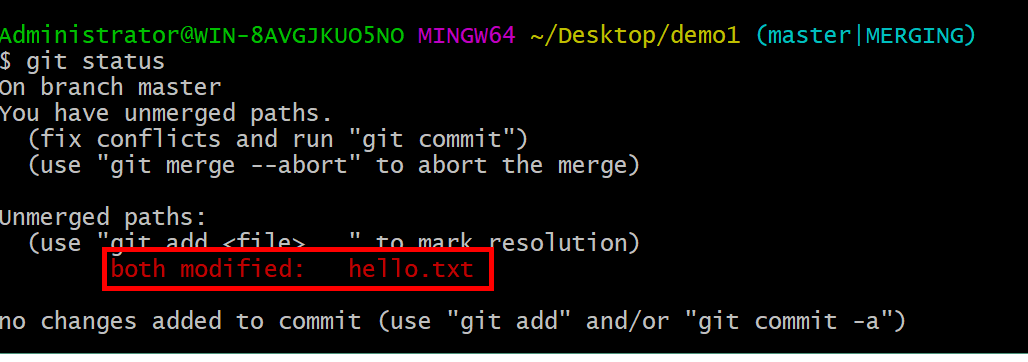 Administrator@WIN-8AVGJKUO5NO MINGW64 ~/Desktop/demo1 (master|MERGING)
$ git status
On branch master
You have unmerged paths.
  (fix conflicts and run "git commit")
  (use "git merge --abort" to abort the merge)

Unmerged paths:
  (use "git add <file>..." to mark resolution)
        both modified:   hello.txt

no changes added to commit (use "git add" and/or "git commit -a")